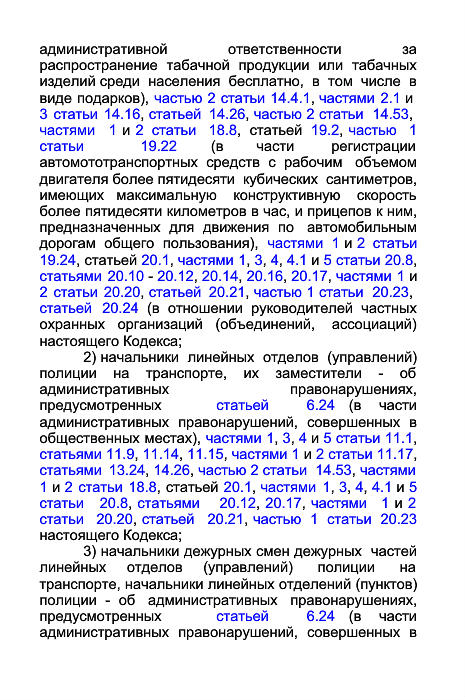 административной ответственности за
распространение табачной продукции или табачных
изделий среди населения бесплатно, в том числе в
виде подарков), частью 2 статьи 14.4.1, частями 2.1 и
3 статьи 14.16, статьей 14.26, частью 2 статьи 14.53,
частями 1 и 2 статьи 18.8, статьей 19.2, частью 1
статьи 19.22 (в части регистрации
автомототранспортных средств с рабочим объемом
двигателя более пятидесяти кубических сантиметров,
имеющих максимальную конструктивную скорость
более пятидесяти километров в час, и прицепов к ним,
предназначенных для движения по автомобильным
дорогам общего пользования), частями 1 и 2 статьи
19.24, статьей 20.1, частями 1, 3, 4, 4.1 и 5 статьи 20.8,
статьями 20.10 - 20.12, 20.14, 20.16, 20.17, частями 1 и
2 статьи 20.20, статьей 20.21, частью 1 статьи 20.23,
статьей 20.24 (в отношении руководителей частных
охранных организаций (объединений, ассоциаций)
настоящего Кодекса;
2) начальники линейных отделов (управлений)
полиции на транспорте, их заместители - об
административных правонарушениях,
предусмотренных статьей 6.24 (в части
административных правонарушений, совершенных в
общественных местах), частями 1, 3, 4 и 5 статьи 11.1,
статьями 11.9, 11.14, 11.15, частями 1 и 2 статьи 11.17,
статьями 13.24, 14.26, частью 2 статьи 14.53, частями
1 и 2 статьи 18.8, статьей 20.1, частями 1, 3, 4, 4.1 и 5
статьи 20.8, статьями 20.12, 20.17, частями 1 и 2
статьи 20.20, статьей 20.21, частью 1 статьи 20.23
настоящего Кодекса;
3) начальники дежурных смен дежурных частей
линейных отделов (управлений) полиции на
транспорте, начальники линейных отделений (пунктов)
полиции - об административных правонарушениях,
предусмотренных статьей 6.24 (в части
административных правонарушений, совершенных в